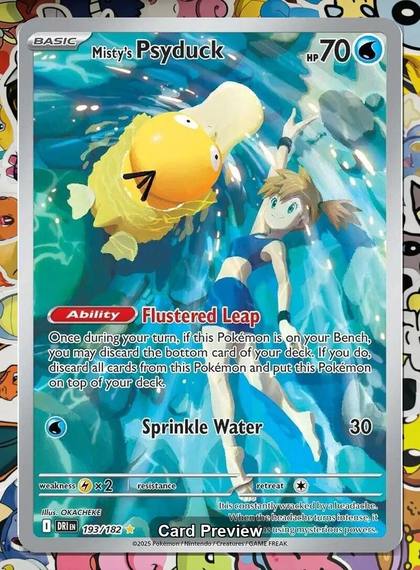 BASIC
Misty's Psyduck HP 70
Ability Flustered Leap
Once during your turn, if this Pokémon is on your Bench,
you may discard the bottom card of your deck. If you do,
discard all cards from this Pokémon and put this Pokémon
on top of your deck.
Sprinkle Water 30
weakness ×2 resistance retreat
Illus. OKACHEKE
It is constantly wracked by a headache.
When the headache turns intense, it
DRI EN 193/182
using mysterious powers.
Card Preview
©2025 Pokémon / Nintendo / Creatures / GAME FREAK.